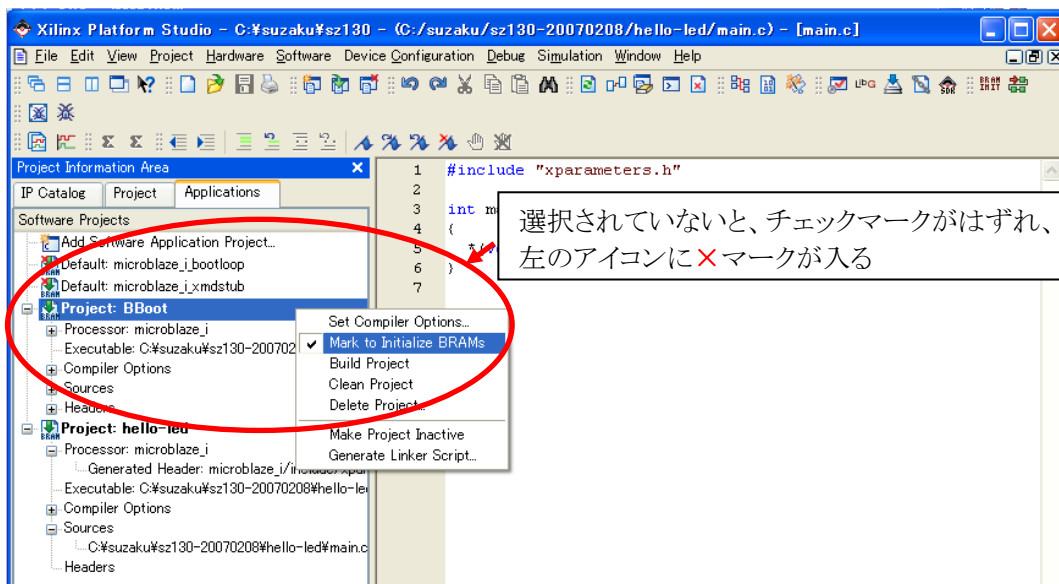 Xilinx Platform Studio - C:¥suzaku¥sz130 - (C:/suzaku/sz130-20070208/hello-led/main.c) - [main.c]
File Edit View Project Hardware Software Device Configuration Debug Simulation Window Help
Project Information Area
IP Catalog Project Applications
Software Projects
Add Software Application Project...
Default: microblaze_i_bootloop
Default: microblaze_i_xmdstub
Project: BBoot
Processor: microblaze_i
Executable: C:¥suzaku¥sz130-200702
Compiler Options
Sources
Headers
Project: hello-led
Processor: microblaze_i
Generated Header: microblaze_i/include/xpar
Executable: C:¥suzaku¥sz130-20070208¥hello-led
Compiler Options
Sources
C:¥suzaku¥sz130-20070208¥hello-led¥main.c
Headers
Set Compiler Options...
Mark to Initialize BRAMs
Build Project
Clean Project
Delete Project...
Make Project Inactive
Generate Linker Script...
1 #include "xparameters.h"
2
3 int m
4 {
5 *(
6 }
7
選択されていないと、チェックマークがはずれ、
左のアイコンに×マークが入る